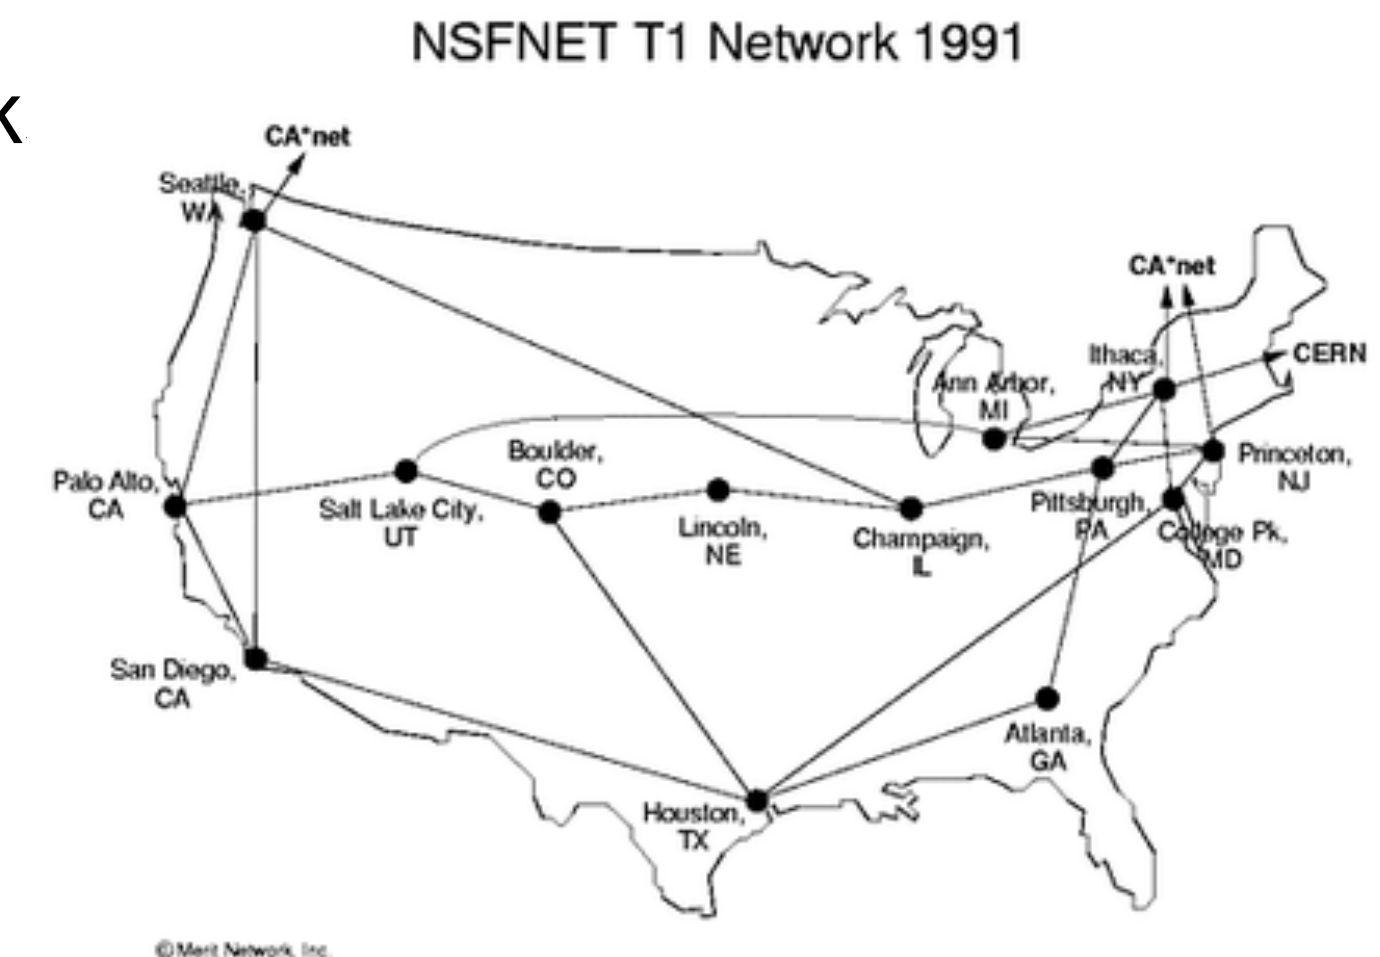 NSFNET T1 Network 1991
K
CA*net
Seattle,
WA
CA*net
Ithaca,
NY
CERN
Ann Arbor,
MI
Boulder,
CO
Princeton,
NJ
Palo Alto,
CA
Salt Lake City,
UT
Lincoln,
NE
Champaign,
IL
Pittsburgh,
PA
College Pk,
MD
San Diego,
CA
Atlanta,
GA
Houston,
TX
© Merit Network, Inc.